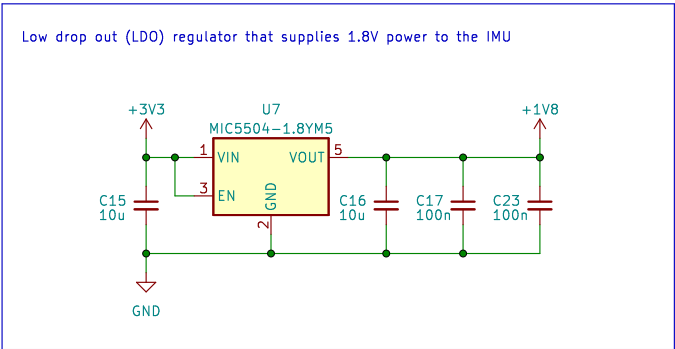 Low drop out (LDO) regulator that supplies 1.8V power to the IMU
+3V3
U7
+1V8
MIC5504-1.8YM5
1
VIN
VOUT
5
3
EN
GND
2
C15
10u
C16
10u
C17
100n
C23
100n
GND